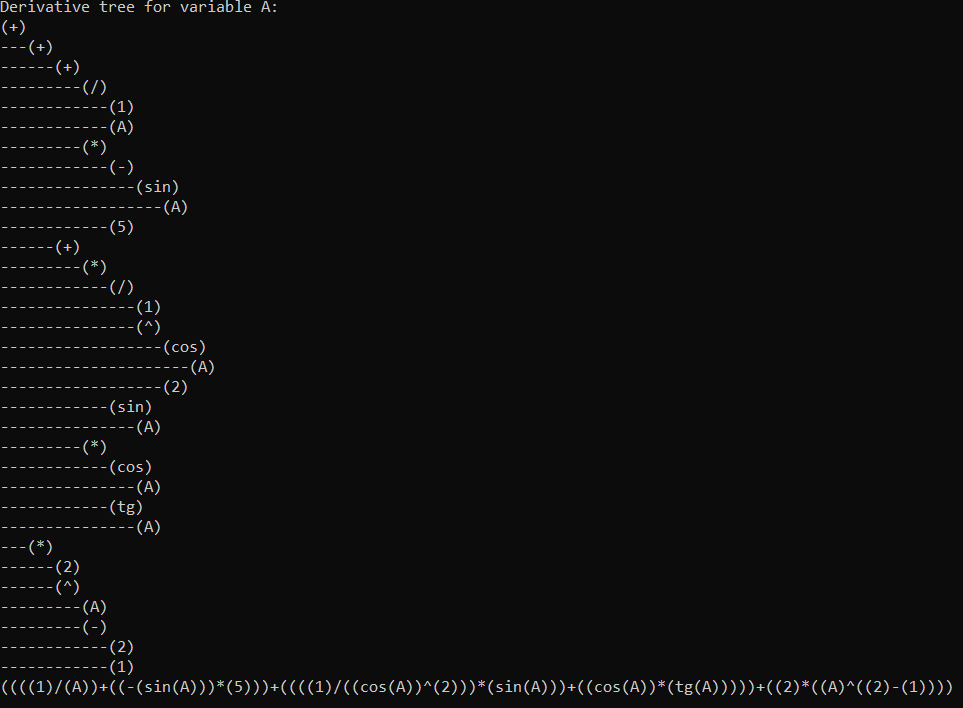 Derivative tree for variable A:
(+)
---(+)
------(+)
---------(/)
------------(1)
------------(A)
---------(*)
------------(-)
---------------(sin)
------------------(A)
------------(5)
------(+)
---------(*)
------------(/)
---------------(1)
---------------(^)
------------------(cos)
---------------------(A)
------------------(2)
------------(sin)
---------------(A)
---------(*)
------------(cos)
---------------(A)
------------(tg)
---------------(A)
---(*)
------(2)
------(^)
---------(A)
---------(-)
------------(2)
------------(1)
((((1)/(A))+((-(sin(A)))*(5)))+((((1)/((cos(A))^(2)))*(sin(A)))+((cos(A))*(tg(A)))))+((2)*((A)^((2)-(1))))